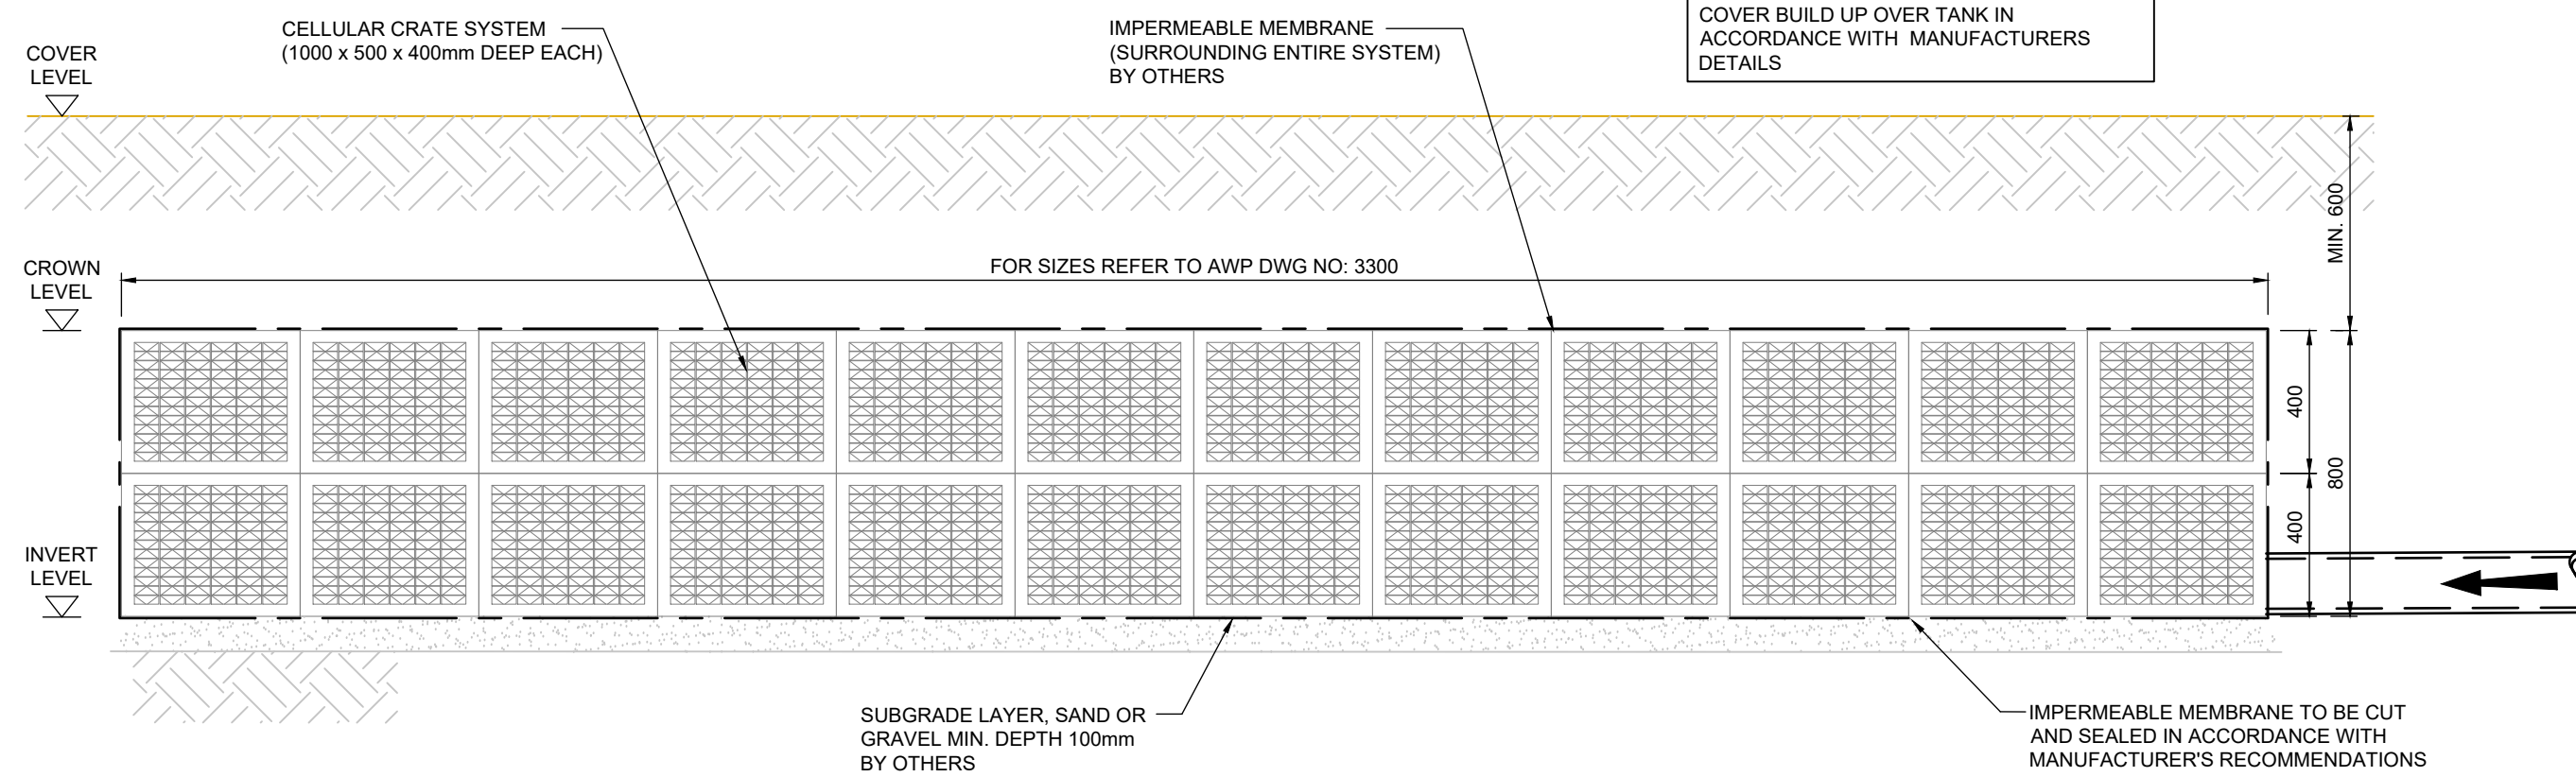 CELLULAR CRATE SYSTEM
(1000 x 500 x 400mm DEEP EACH)
IMPERMEABLE MEMBRANE
(SURROUNDING ENTIRE SYSTEM)
BY OTHERS
COVER BUILD UP OVER TANK IN
ACCORDANCE WITH MANUFACTURERS
DETAILS
COVER
LEVEL
MIN. 600
CROWN
LEVEL
FOR SIZES REFER TO AWP DWG NO: 3300
400
800
400
INVERT
LEVEL
SUBGRADE LAYER, SAND OR
GRAVEL MIN. DEPTH 100mm
BY OTHERS
IMPERMEABLE MEMBRANE TO BE CUT
AND SEALED IN ACCORDANCE WITH
MANUFACTURER'S RECOMMENDATIONS